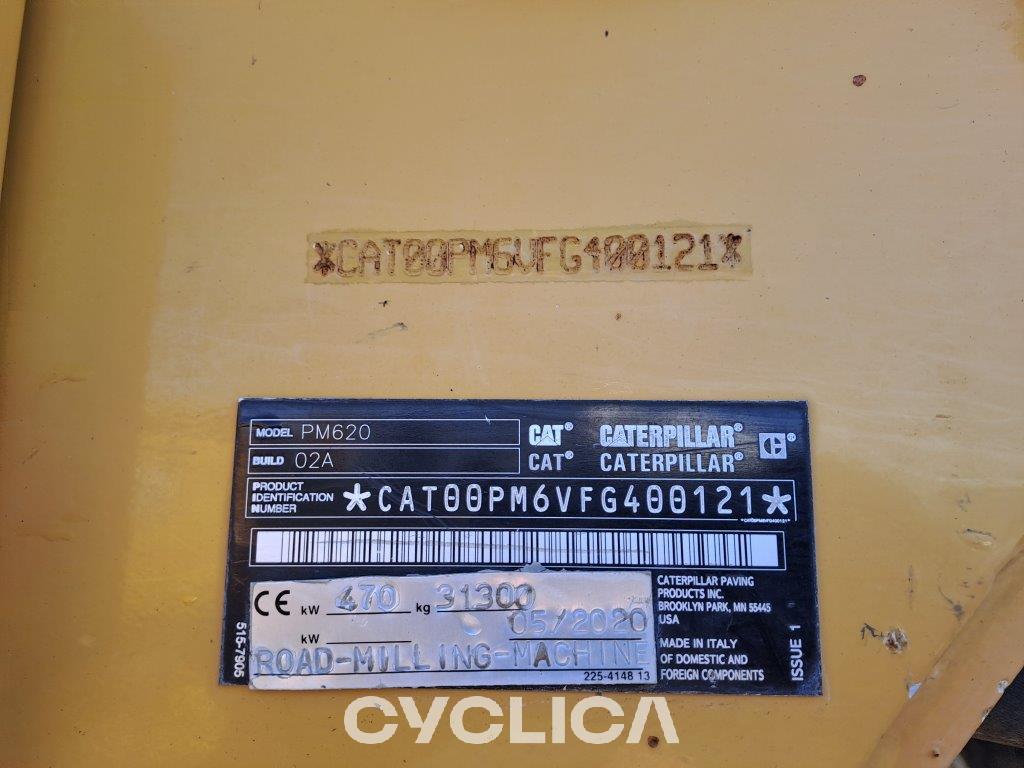 *CAT00PM6VFG400121*
MODEL PM620
BUILD 02A
CAT® CATERPILLAR® C®
CAT® CATERPILLAR®
PRODUCT
IDENTIFICATION
NUMBER
*CAT00PM6VFG400121*
*CAT00PM6VFG400121*
CE kW 470 kg 31300
05/2020
kW
ROAD-MILLING-MACHINE
225-4148 13
515-7905
CATERPILLAR PAVING
PRODUCTS INC.
BROOKLYN PARK, MN 55445
USA
MADE IN ITALY
OF DOMESTIC AND
FOREIGN COMPONENTS
ISSUE 1
CYCLICA